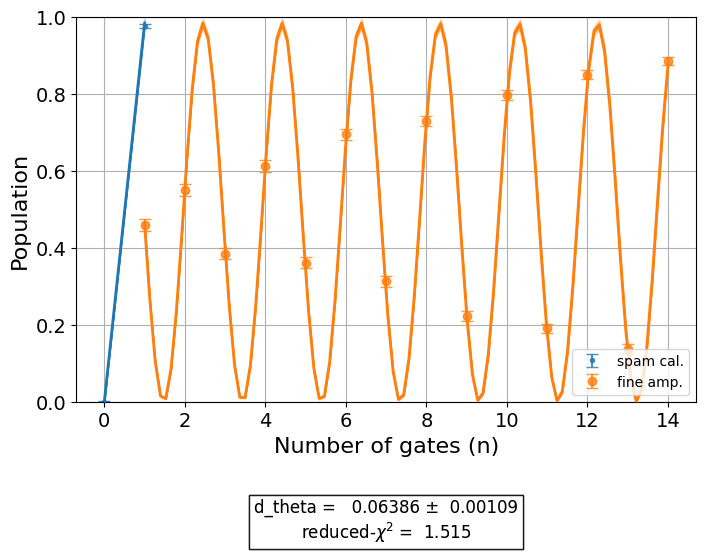 1.0
0.8
0.6
0.4
0.2
0.0
Population
0 2 4 6 8 10 12 14
Number of gates (n)
spam cal.
fine amp.
d_theta = 0.06386 ± 0.00109
reduced-χ² = 1.515